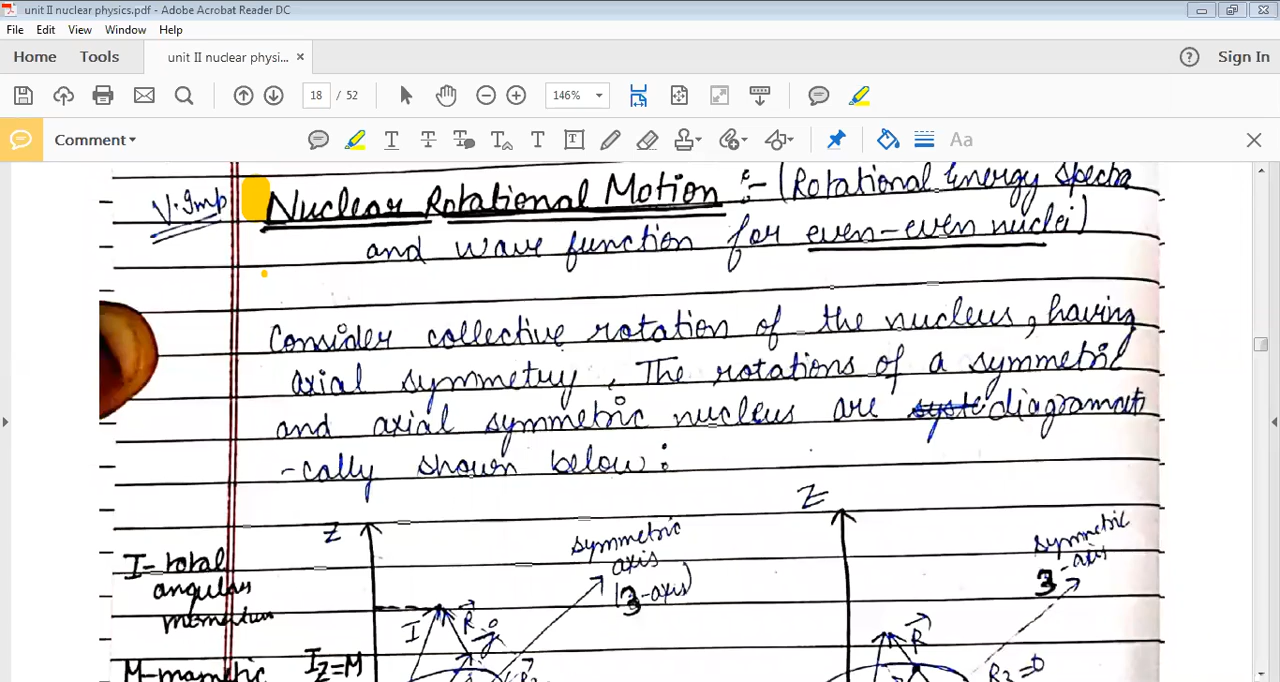 unit II nuclear physics.pdf - Adobe Acrobat Reader DC
File Edit View Window Help
Home Tools unit II nuclear physi... × Sign In
18 / 52 146%
Comment
V. Imp Nuclear Rotational Motion :- (Rotational Energy spectra
and wave function for even-even nuclei)
Consider collective rotation of the nucleus, having
axial symmetry. The rotations of a symmetric
and axial symmetric nucleus are diagramati
-cally shown below:
Z
symmetric
axis
(3-axis)
Z
symmetric
-axis
3
I- total
angular
momentum
I
R
j
R
Iz=M
R3=0